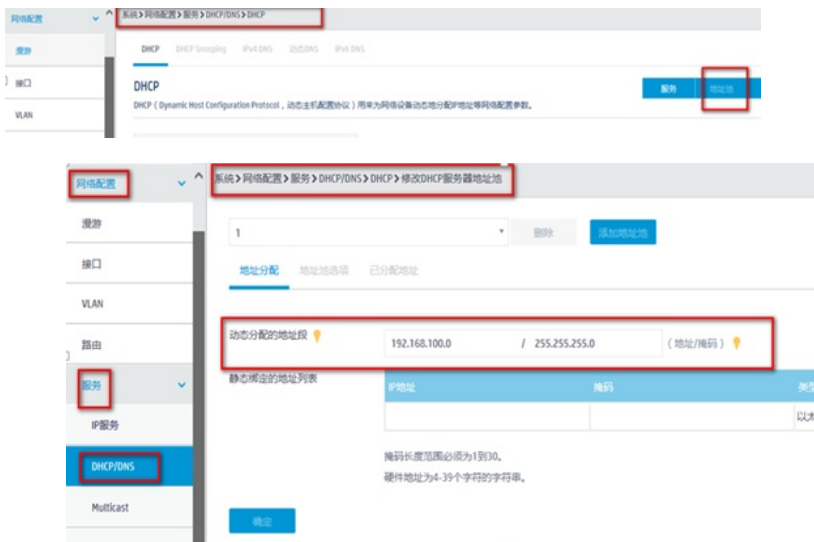 网络配置
系统>网络配置>服务>DHCP/DNS>DHCP
漫游
DHCP DHCP Snooping IPv4 DNS 动态DNS IPv6 DNS
接口
DHCP
服务 地址池
DHCP ( Dynamic Host Configuration Protocol , 动态主机配置协议 ) 用来为网络设备动态地分配IP地址等网络配置参数。
VLAN
网络配置
系统>网络配置>服务>DHCP/DNS>DHCP>修改DHCP服务器地址池
漫游
1 删除 添加地址池
接口
地址分配 地址池选项 已分配地址
VLAN
动态分配的地址段 192.168.100.0 / 255.255.255.0 ( 地址/掩码 )
路由
服务
静态绑定的地址列表
IP地址 掩码 类型
IP服务
以太
掩码长度范围必须为1到30。
DHCP/DNS
硬件地址为4-39个字符的字符串。
Multicast
确定